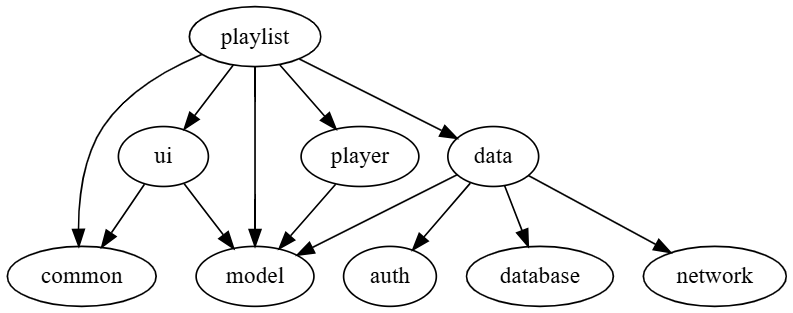 playlist
ui
player
data
common
model
auth
database
network